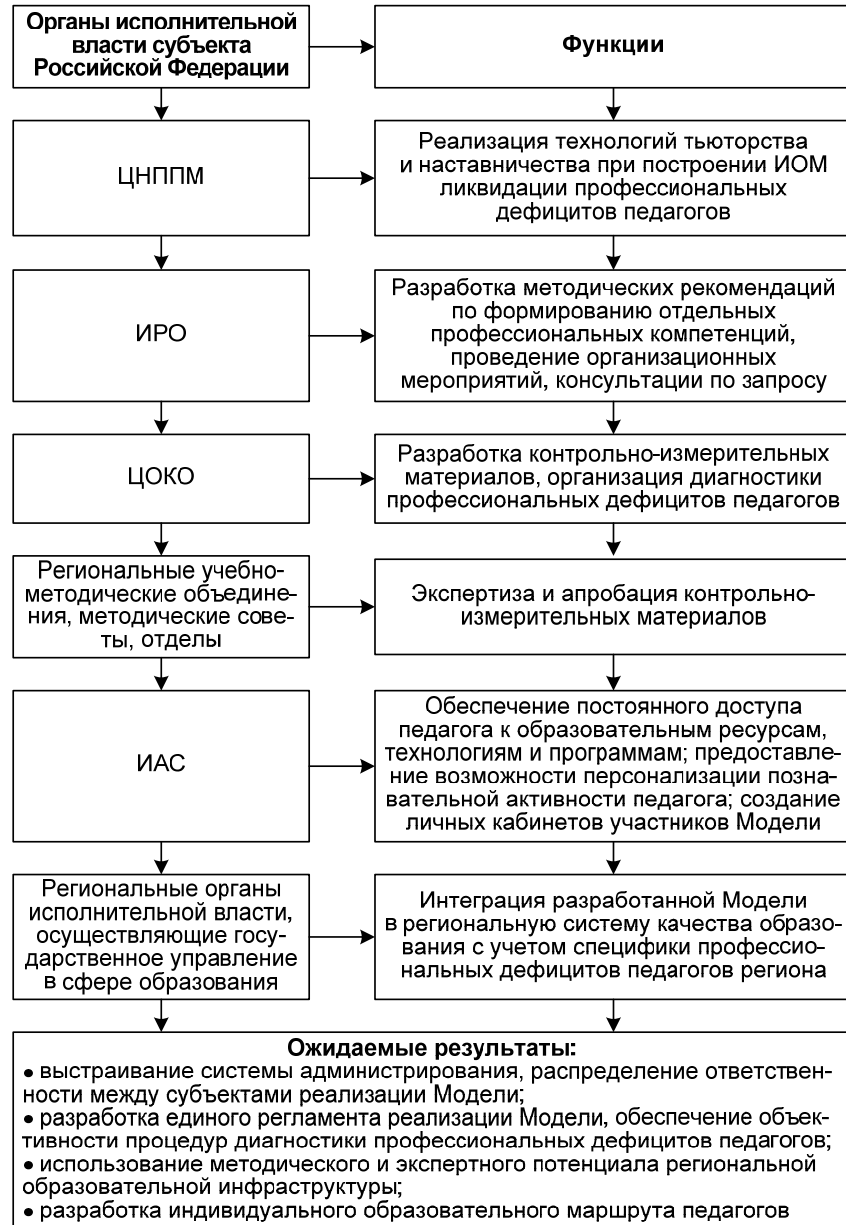 Органы исполнительной
власти субъекта
Российской Федерации
Функции
ЦНППМ
Реализация технологий тьюторства
и наставничества при построении ИОМ
ликвидации профессиональных
дефицитов педагогов
ИРО
Разработка методических рекомендаций
по формированию отдельных
профессиональных компетенций,
проведение организационных
мероприятий, консультации по запросу
ЦОКО
Разработка контрольно-измерительных
материалов, организация диагностики
профессиональных дефицитов педагогов
Региональные учебно-
методические объедине-
ния, методические сове-
ты, отделы
Экспертиза и апробация контрольно-
измерительных материалов
ИАС
Обеспечение постоянного доступа
педагога к образовательным ресурсам,
технологиям и программам; предоставле-
ние возможности персонализации позна-
вательной активности педагога; создание
личных кабинетов участников Модели
Региональные органы
исполнительной власти,
осуществляющие госу-
дарственное управление
в сфере образования
Интеграция разработанной Модели
в региональную систему качества образо-
вания с учетом специфики профессио-
нальных дефицитов педагогов региона
Ожидаемые результаты:
• выстраивание системы администрирования, распределение ответствен-
ности между субъектами реализации Модели;
• разработка единого регламента реализации Модели, обеспечение объек-
тивности процедур диагностики профессиональных дефицитов педагогов;
• использование методического и экспертного потенциала региональной
образовательной инфраструктуры;
• разработка индивидуального образовательного маршрута педагогов